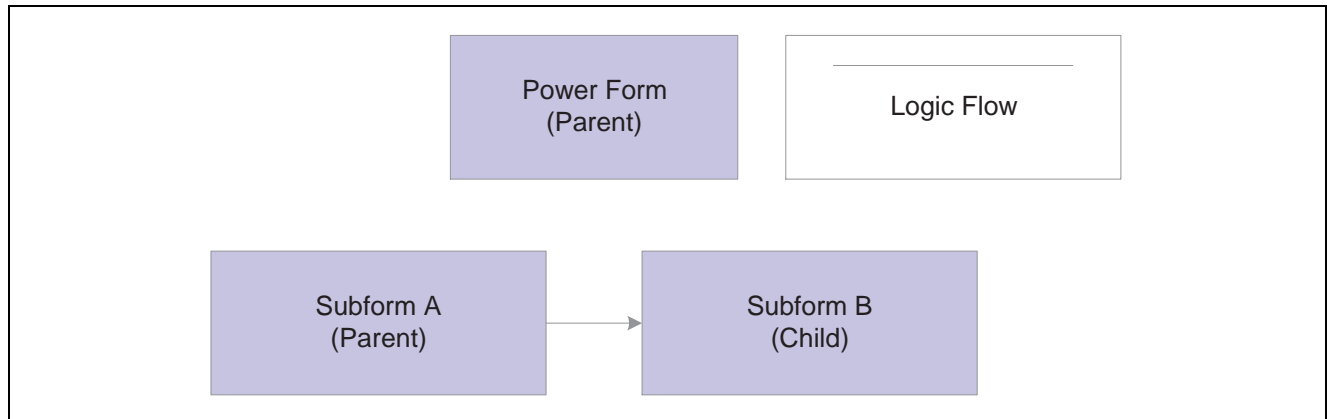 Power Form
(Parent)
Logic Flow
Subform A
(Parent)
Subform B
(Child)